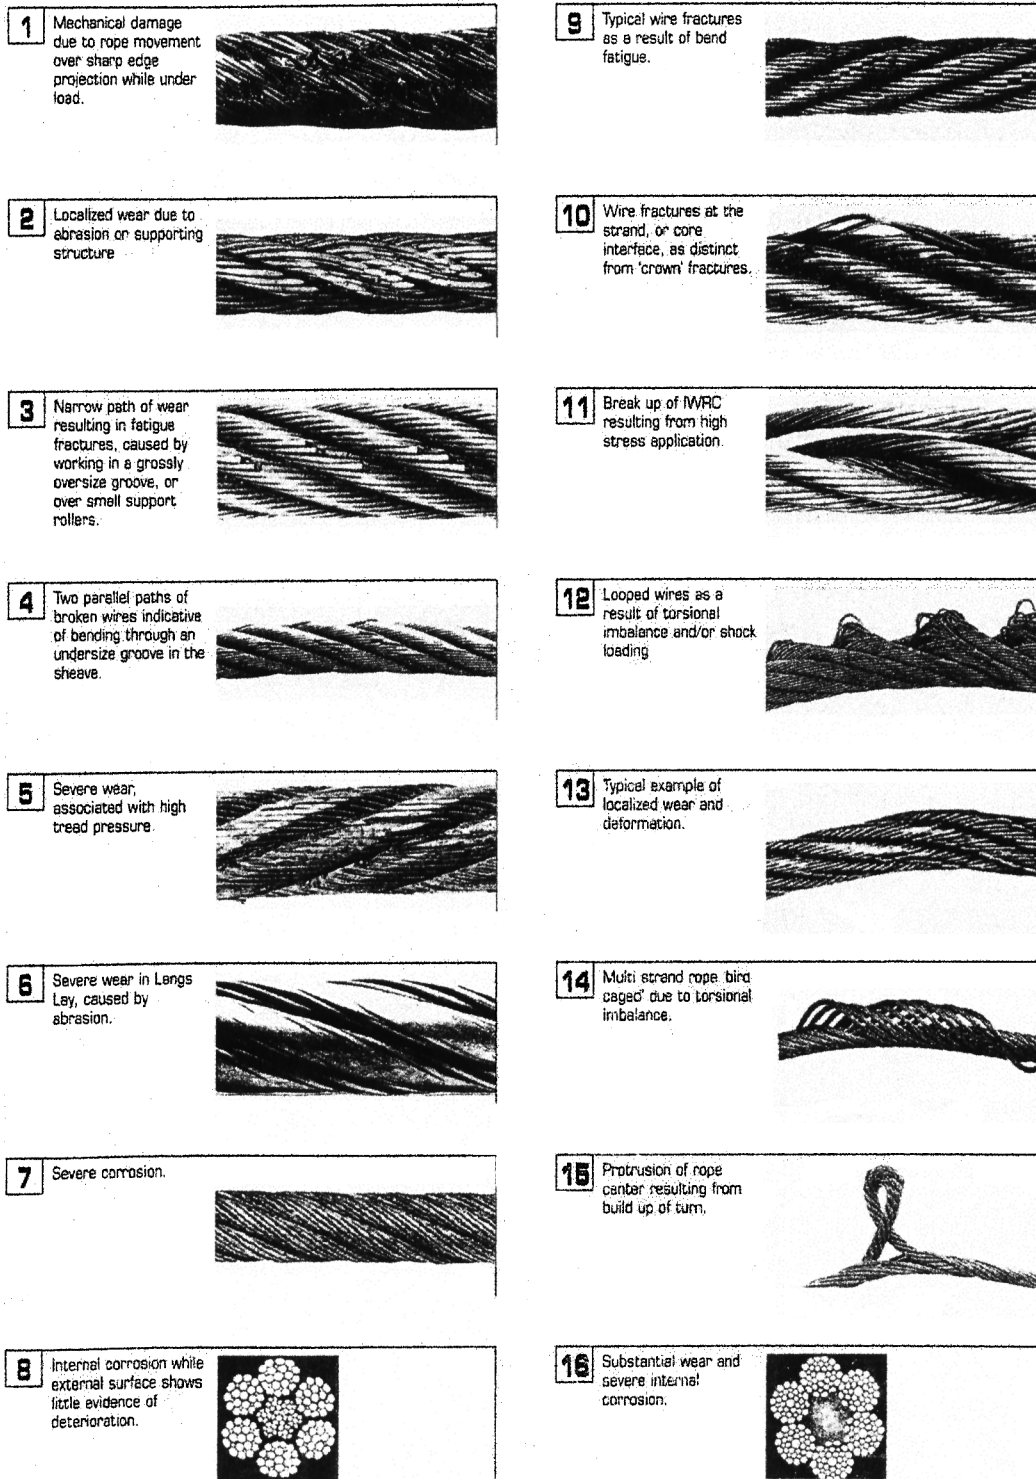 1
Mechanical damage
due to rope movement
over sharp edge
projection while under
load.
2
Localized wear due to
abrasion on supporting
structure
3
Narrow path of wear
resulting in fatigue
fractures, caused by
working in a grossly
oversize groove, or
over small support
rollers.
4
Two parallel paths of
broken wires indicative
of bending through an
undersize groove in the
sheave.
5
Severe wear,
associated with high
tread pressure.
6
Severe wear in Langs
Lay, caused by
abrasion.
7
Severe corrosion.
8
Internal corrosion while
external surface shows
little evidence of
deterioration.
9
Typical wire fractures
as a result of bend
fatigue.
10
Wire fractures at the
strand, or core
interface, as distinct
from 'crown' fractures.
11
Break up of IWRC
resulting from high
stress application.
12
Looped wires as a
result of torsional
imbalance and/or shock
loading
13
Typical example of
localized wear and
deformation.
14
Multi strand rope 'bird
caged' due to torsional
imbalance.
15
Protrusion of rope
center resulting from
build up of turn.
16
Substantial wear and
severe internal
corrosion.